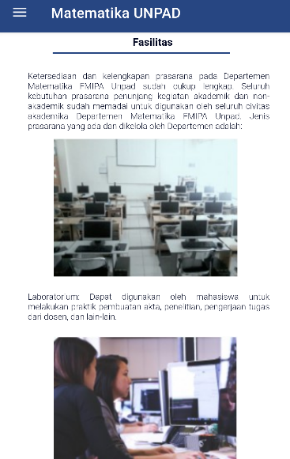 Matematika UNPAD
Fasilitas
Ketersediaan dan kelengkapan prasarana pada Departemen
Matematika FMIPA Unpad sudah cukup lengkap. Seluruh
kebutuhan prasarana penunjang kegiatan akademik dan non-
akademik sudah memadai untuk digunakan oleh seluruh civitas
akademika Departemen Matematika FMIPA Unpad. Jenis
prasarana yang ada dan dikelola oleh Departemen adalah:
Laboratorium: Dapat digunakan oleh mahasiswa untuk
melakukan praktik pembuatan akta, penelitian, pengerjaan tugas
dari dosen, dan lain-lain.